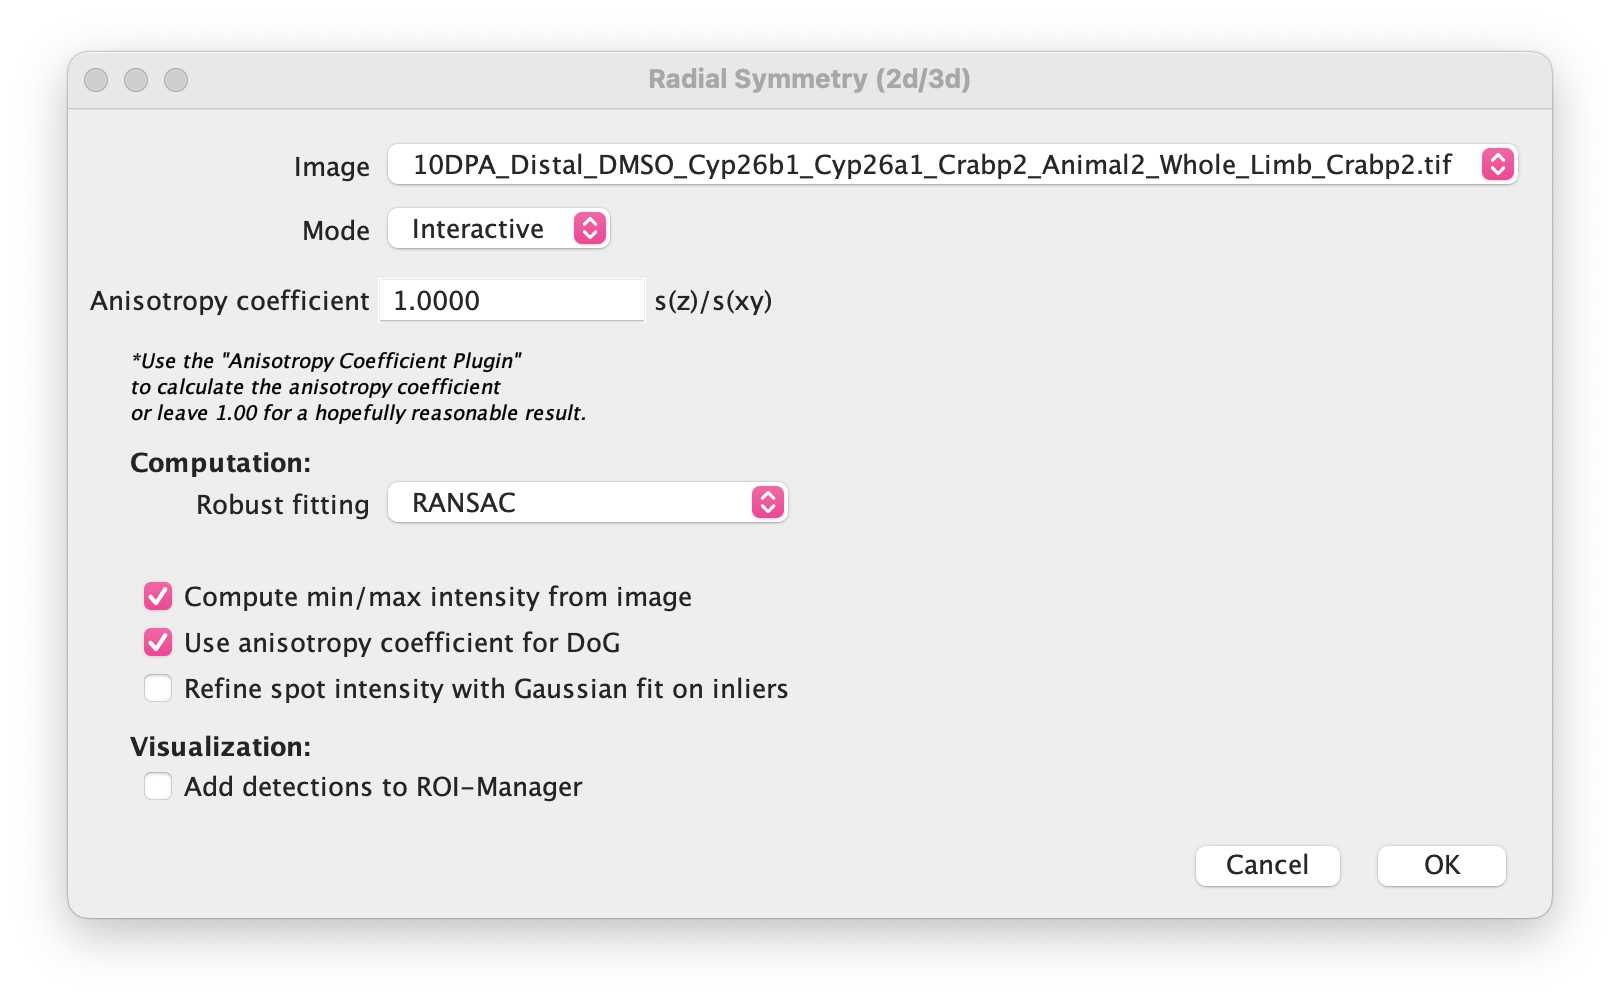 Radial Symmetry (2d/3d)
Image 10DPA_Distal_DMSO_Cyp26b1_Cyp26a1_Crabp2_Animal2_Whole_Limb_Crabp2.tif
Mode Interactive
Anisotropy coefficient 1.0000 s(z)/s(xy)
*Use the "Anisotropy Coefficient Plugin"
to calculate the anisotropy coefficient
or leave 1.00 for a hopefully reasonable result.
Computation:
Robust fitting RANSAC
Compute min/max intensity from image
Use anisotropy coefficient for DoG
Refine spot intensity with Gaussian fit on inliers
Visualization:
Add detections to ROI-Manager
Cancel OK